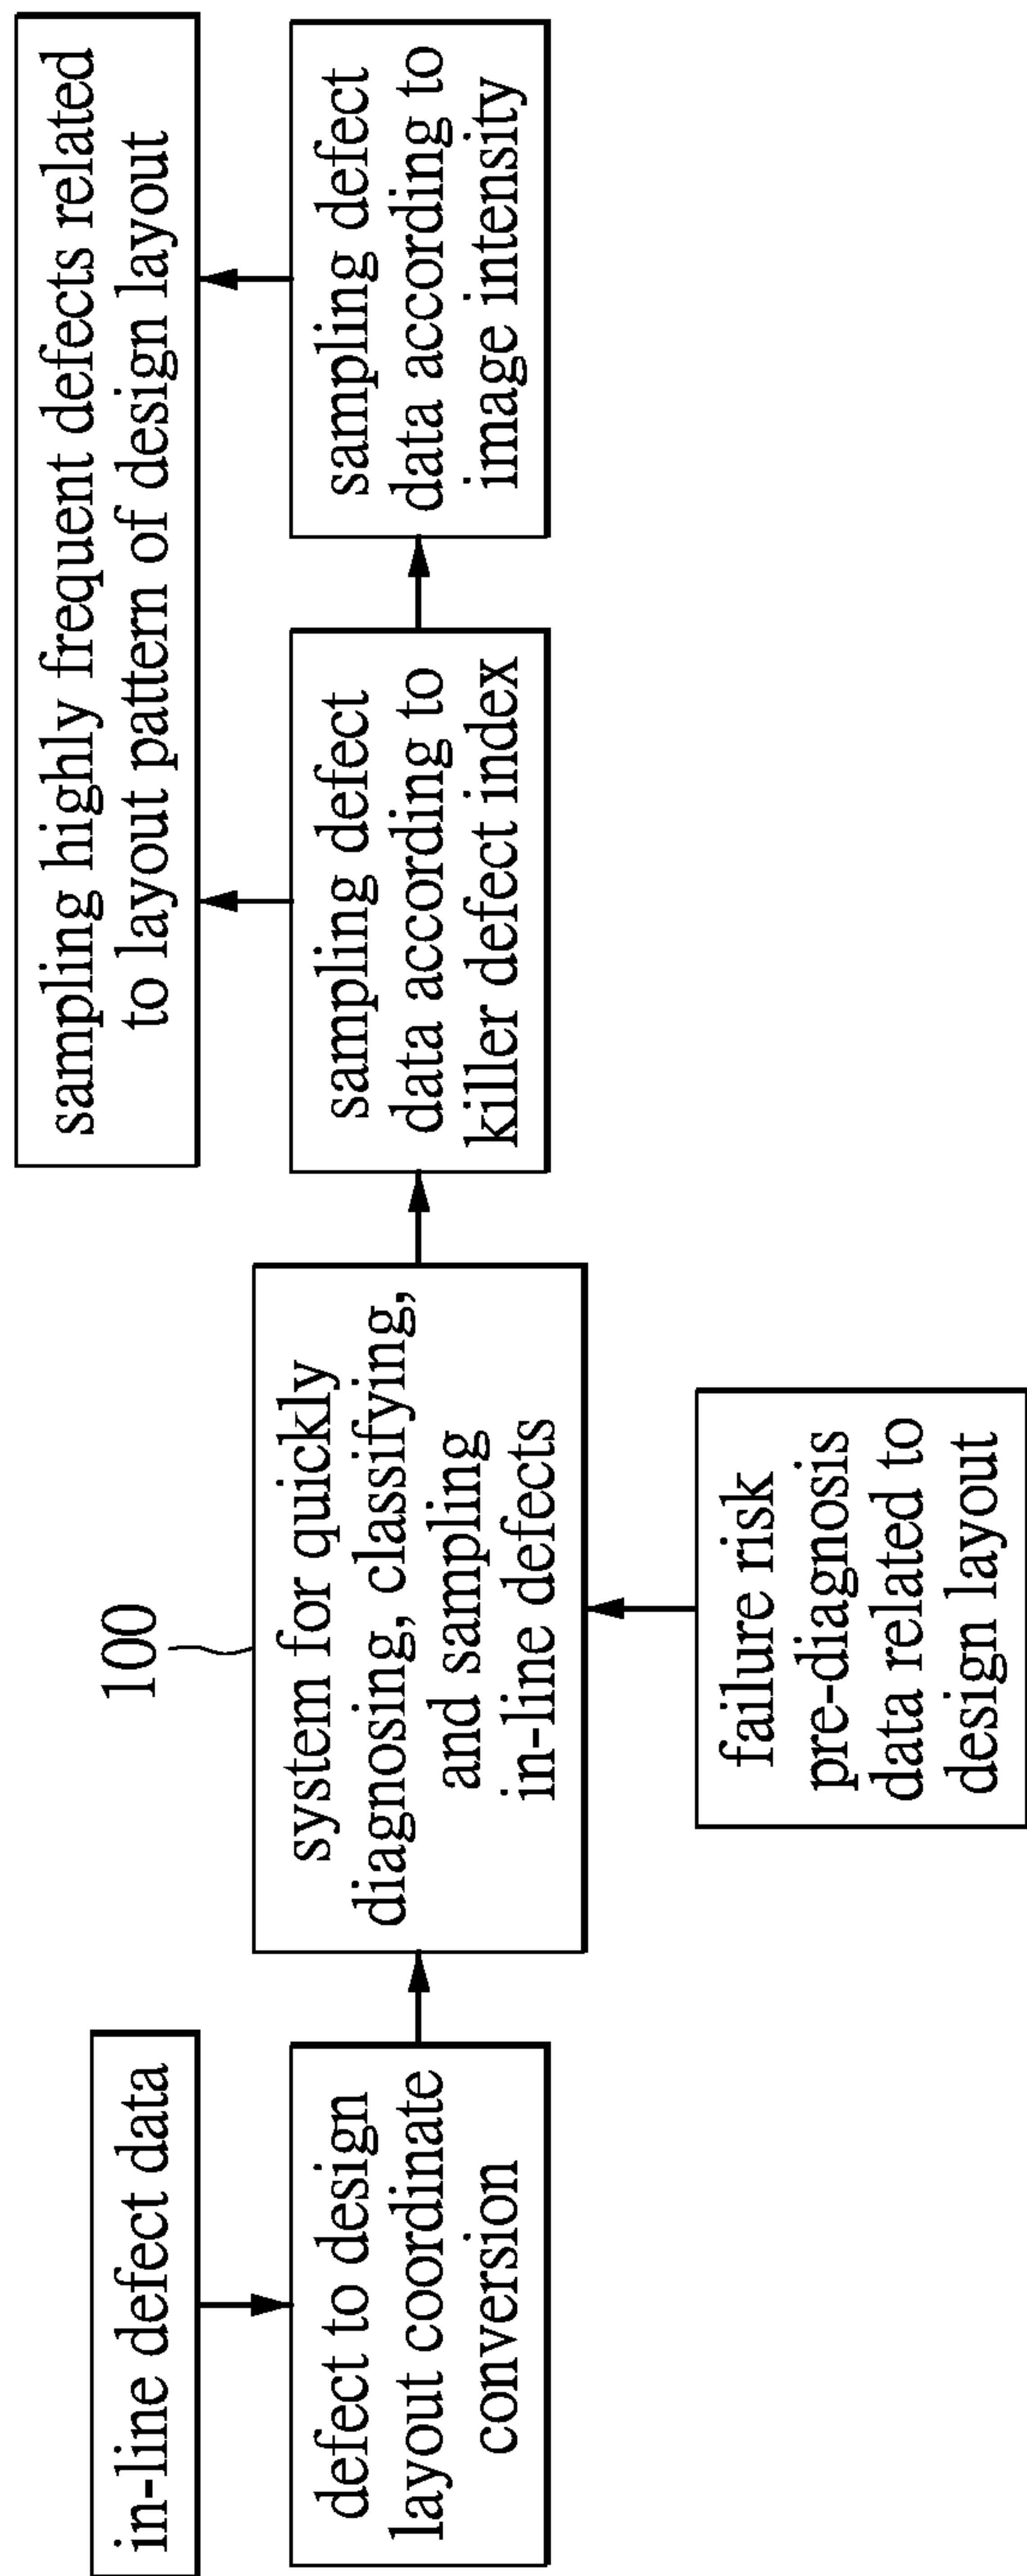 in-line defect data
defect to design
layout coordinate
conversion
100
system for quickly
diagnosing, classifying,
and sampling
in-line defects
failure risk
pre-diagnosis
data related to
design layout
sampling defect
data according to
killer defect index
sampling defect
data according to
image intensity
sampling highly frequent defects related
to layout pattern of design layout